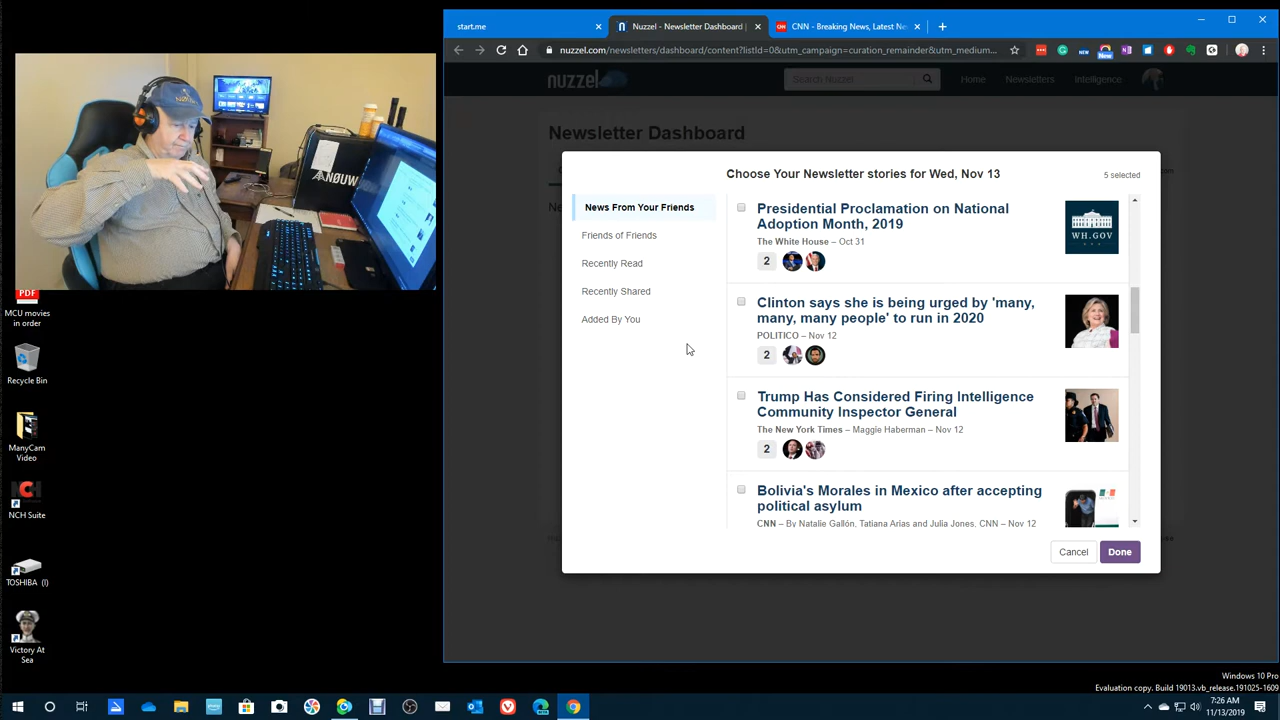 start.me
Nuzzel - Newsletter Dashboard |
CNN - Breaking News, Latest Ne
nuzzel.com/newsletters/dashboard/content?listId=0&utm_campaign=curation_remainder&utm_medium...
New
nuzzel
Search Nuzzel
Home
Newsletters
Intelligence
Newsletter Dashboard
Choose Your Newsletter stories for Wed, Nov 13
5 selected
News From Your Friends
Friends of Friends
Recently Read
Recently Shared
Added By You
Presidential Proclamation on National
Adoption Month, 2019
The White House – Oct 31
2
WH.GOV
Clinton says she is being urged by 'many,
many, many people' to run in 2020
POLITICO – Nov 12
2
Trump Has Considered Firing Intelligence
Community Inspector General
The New York Times – Maggie Haberman – Nov 12
2
Bolivia's Morales in Mexico after accepting
political asylum
CNN – By Natalie Gallón, Tatiana Arias and Julia Jones, CNN – Nov 12
Cancel
Done
PDF
MCU movies
in order
Recycle Bin
ManyCam
Video
NCH
NCH Suite
TOSHIBA (I)
Victory At
Sea
Windows 10 Pro
Evaluation copy. Build 19013.vb_release.191025-1609
7:26 AM
11/13/2019